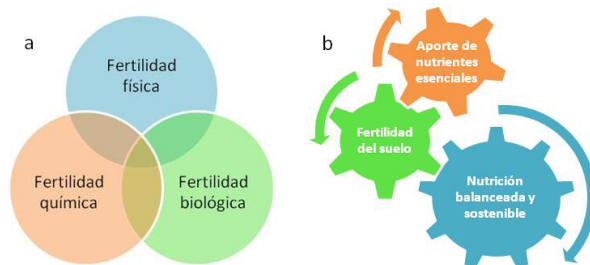 a
Fertilidad
física
Fertilidad
química
Fertilidad
biológica
b
Aporte de
nutrientes
esenciales
Fertilidad
del suelo
Nutrición
balanceada y
sostenible